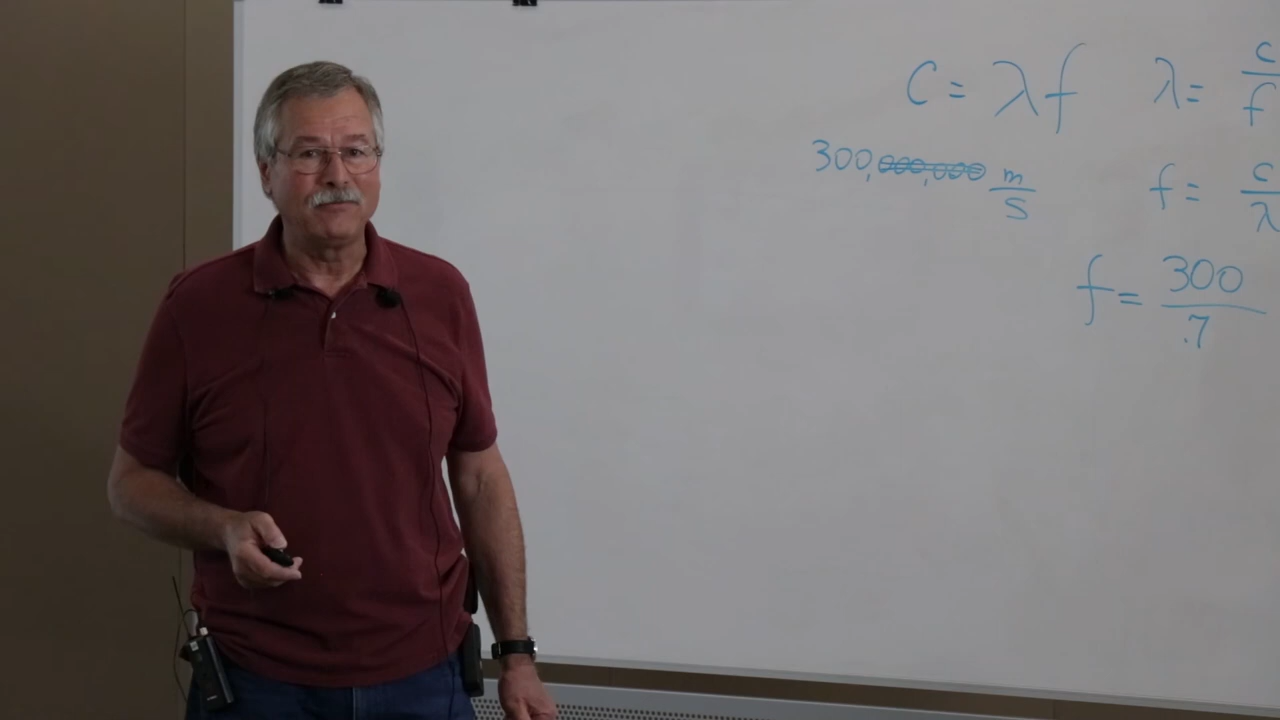 C = λf λ = c/f
300,000,000 m/s f = c/λ
f = 300/.7